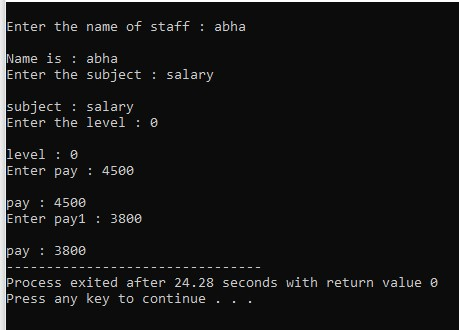 Enter the name of staff : abha
Name is : abha
Enter the subject : salary
subject : salary
Enter the level : 0
level : 0
Enter pay : 4500
pay : 4500
Enter pay1 : 3800
pay : 3800
--------------------------------
Process exited after 24.28 seconds with return value 0
Press any key to continue . . .